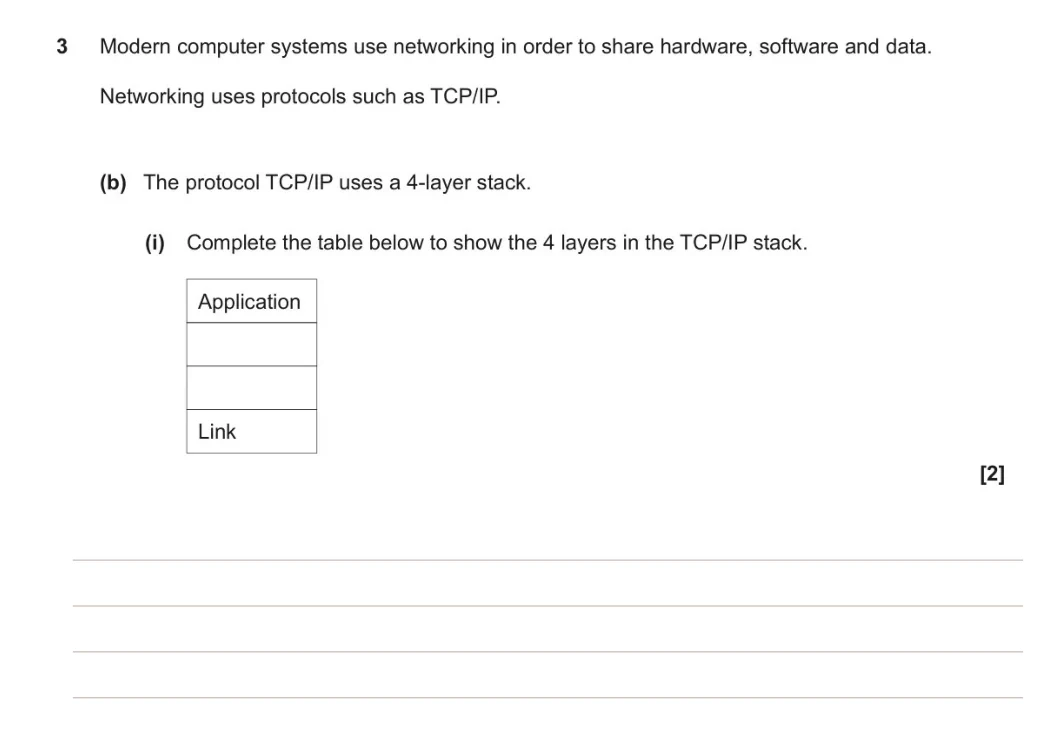 3 Modern computer systems use networking in order to share hardware, software and data.
Networking uses protocols such as TCP/IP.
(b) The protocol TCP/IP uses a 4-layer stack.
(i) Complete the table below to show the 4 layers in the TCP/IP stack.
Application
Link
[2]